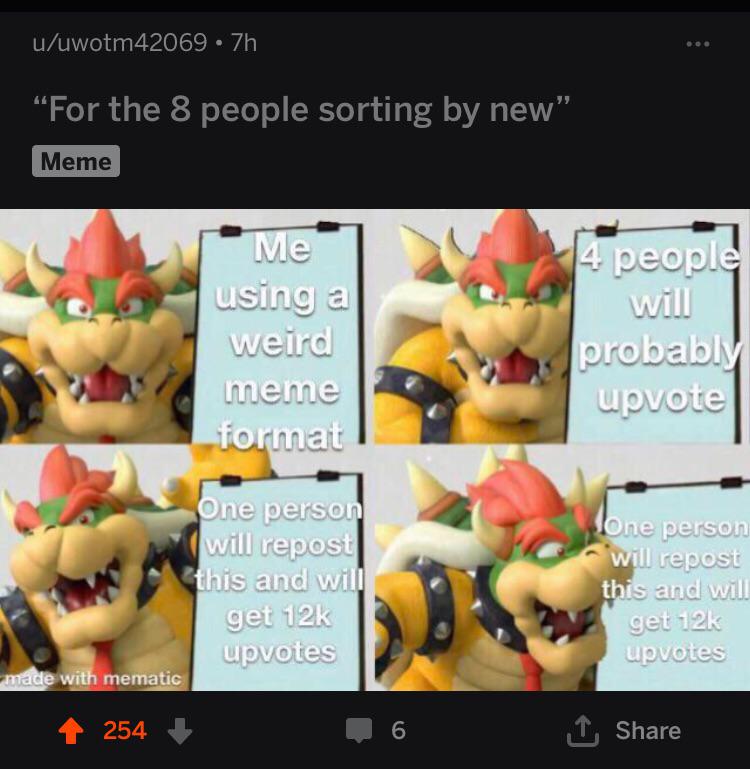 u/uwotm42069 • 7h
“For the 8 people sorting by new”
Meme
Me
using a
weird
meme
format
4 people
will
probably
upvote
One person
will repost
this and will
get 12k
upvotes
One person
will repost
this and will
get 12k
upvotes
made with mematic
254
6
Share